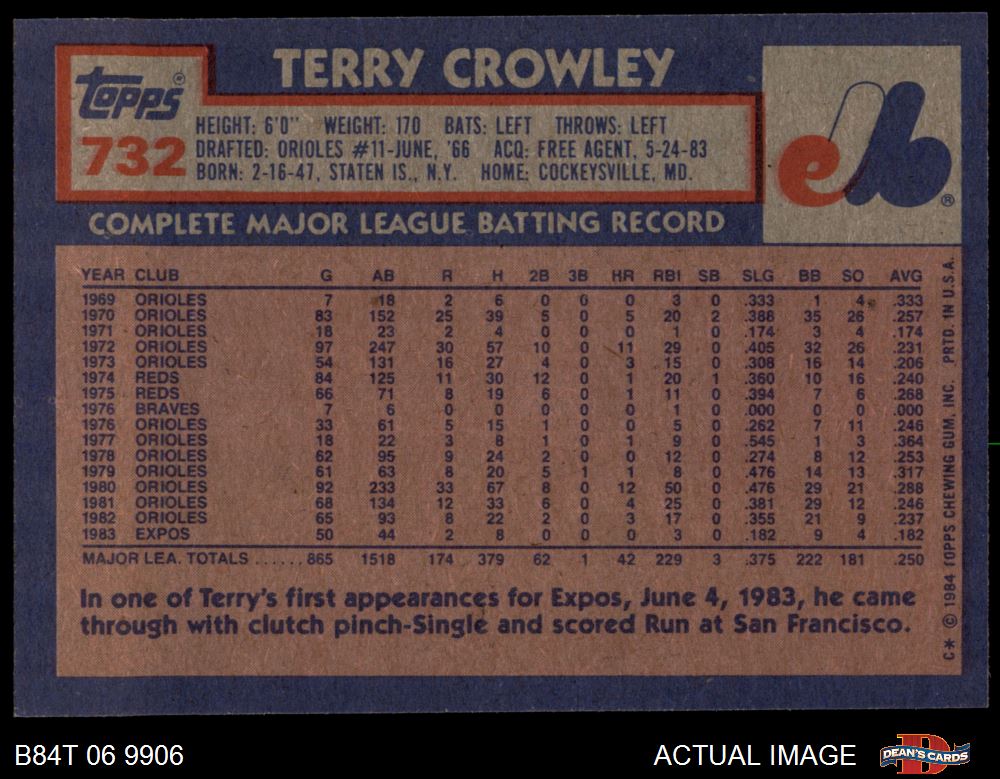 TERRY CROWLEY
Topps®
732
HEIGHT: 6'0" WEIGHT: 170 BATS: LEFT THROWS: LEFT
DRAFTED: ORIOLES #11-JUNE, '66 ACQ: FREE AGENT, 5-24-83
BORN: 2-16-47, STATEN IS., N.Y. HOME: COCKEYSVILLE, MD.
eb®
COMPLETE MAJOR LEAGUE BATTING RECORD
YEAR CLUB G AB R H 2B 3B HR RBI SB SLG BB SO AVG
1969 ORIOLES 7 18 2 6 0 0 0 3 0 .333 1 4 .333
1970 ORIOLES 83 152 25 39 5 0 5 20 2 .388 35 26 .257
1971 ORIOLES 18 23 2 4 0 0 0 1 0 .174 3 4 .174
1972 ORIOLES 97 247 30 57 10 0 11 29 0 .405 32 26 .231
1973 ORIOLES 54 131 16 27 4 0 3 15 0 .308 16 14 .206
1974 REDS 84 125 11 30 12 0 1 20 1 .360 10 16 .240
1975 REDS 66 71 8 19 6 0 1 11 0 .394 7 6 .268
1976 BRAVES 7 6 0 0 0 0 0 1 0 .000 0 0 .000
1976 ORIOLES 33 61 5 15 1 0 0 5 0 .262 7 11 .246
1977 ORIOLES 18 22 3 8 1 0 1 9 0 .545 1 3 .364
1978 ORIOLES 62 95 9 24 2 0 0 12 0 .274 8 12 .253
1979 ORIOLES 61 63 8 20 5 1 1 8 0 .476 14 13 .317
1980 ORIOLES 92 233 33 67 8 0 12 50 0 .476 29 21 .288
1981 ORIOLES 68 134 12 33 6 0 4 25 0 .381 29 12 .246
1982 ORIOLES 65 93 8 22 2 0 3 17 0 .355 21 9 .237
1983 EXPOS 50 44 2 8 0 0 0 3 0 .182 9 4 .182
MAJOR LEA. TOTALS ...... 865 1518 174 379 62 1 42 229 3 .375 222 181 .250
In one of Terry's first appearances for Expos, June 4, 1983, he came
through with clutch pinch-Single and scored Run at San Francisco.
C* © 1984 TOPPS CHEWING GUM, INC. PRTD. IN U.S.A.
B84T 06 9906
ACTUAL IMAGE
DEAN'S CARDS